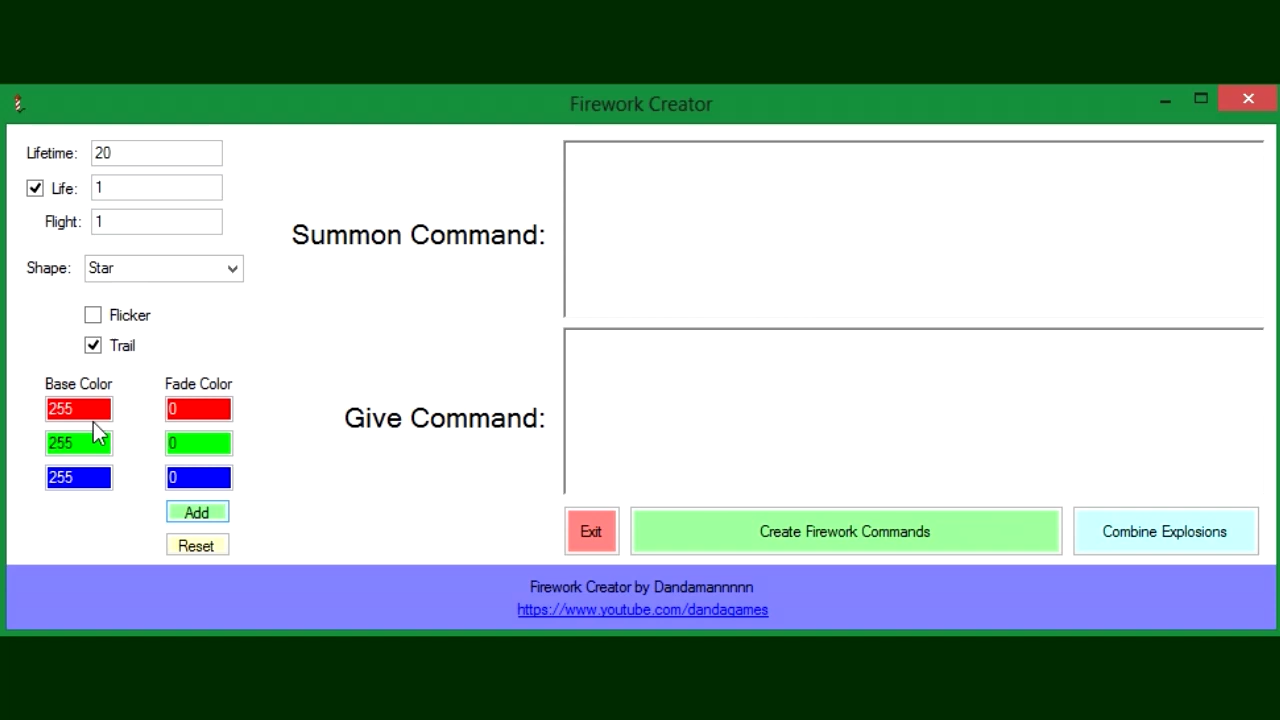 Firework Creator
Lifetime: 20
Life: 1
Flight: 1
Shape: Star
Flicker
Trail
Base Color Fade Color
255 0
255 0
255 0
Add
Reset
Summon Command:
Give Command:
Exit Create Firework Commands Combine Explosions
Firework Creator by Dandamannnnn
https://www.youtube.com/dandagames